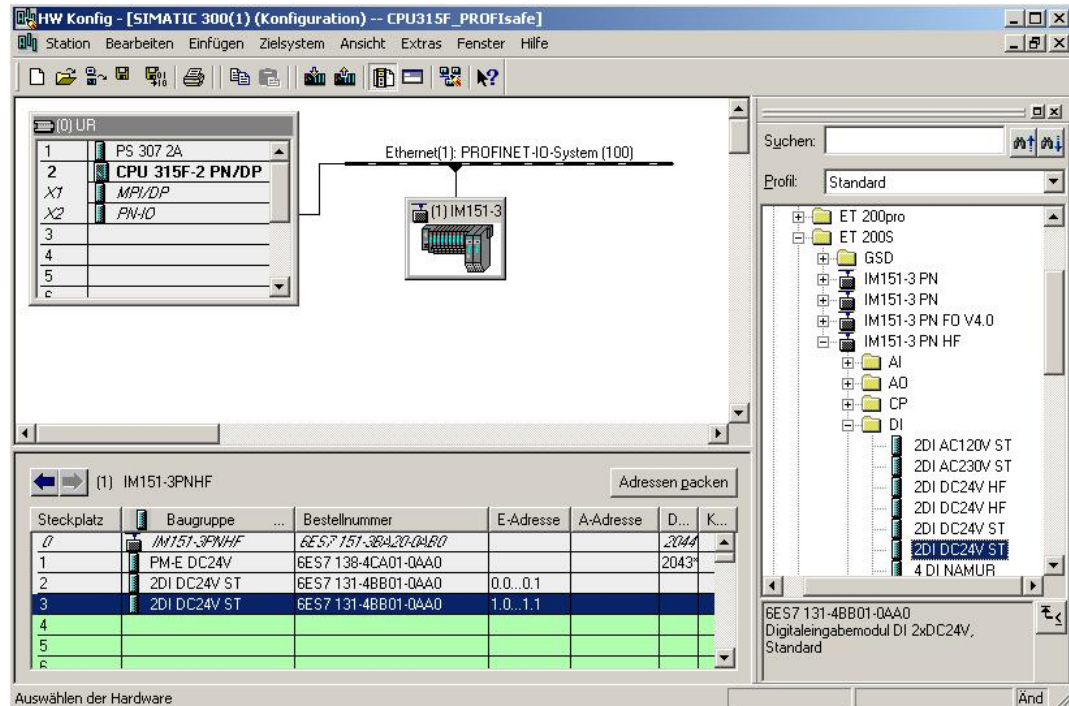 HW Konfig - [SIMATIC 300(1) (Konfiguration) -- CPU315F_PROFIsafe]
Station Bearbeiten Einfügen Zielsystem Ansicht Extras Fenster Hilfe
(0) UR
1 PS 307 2A
2 CPU 315F-2 PN/DP
X1 MPI/DP
X2 PN-IO
3
4
5
6
Ethernet(1): PROFINET-IO-System (100)
(1) IM151-3
Suchen:
Profil: Standard
ET 200pro
ET 200S
GSD
IM151-3 PN
IM151-3 PN
IM151-3 PN FO V4.0
IM151-3 PN HF
AI
AO
CP
DI
2DI AC120V ST
2DI AC230V ST
2DI DC24V HF
2DI DC24V HF
2DI DC24V ST
2DI DC24V ST
4 DI NAMUR
6ES7 131-4BB01-0AA0
Digitaleingabemodul DI 2xDC24V,
Standard
(1) IM151-3PNHF
Adressen packen
Steckplatz Baugruppe ... Bestellnummer E-Adresse A-Adresse D... K...
0 IM151-3PNHF 6ES7 151-3BA20-0AB0 2044
1 PM-E DC24V 6ES7 138-4CA01-0AA0 2043*
2 2DI DC24V ST 6ES7 131-4BB01-0AA0 0.0...0.1
3 2DI DC24V ST 6ES7 131-4BB01-0AA0 1.0...1.1
4
5
6
Auswählen der Hardware
Änd